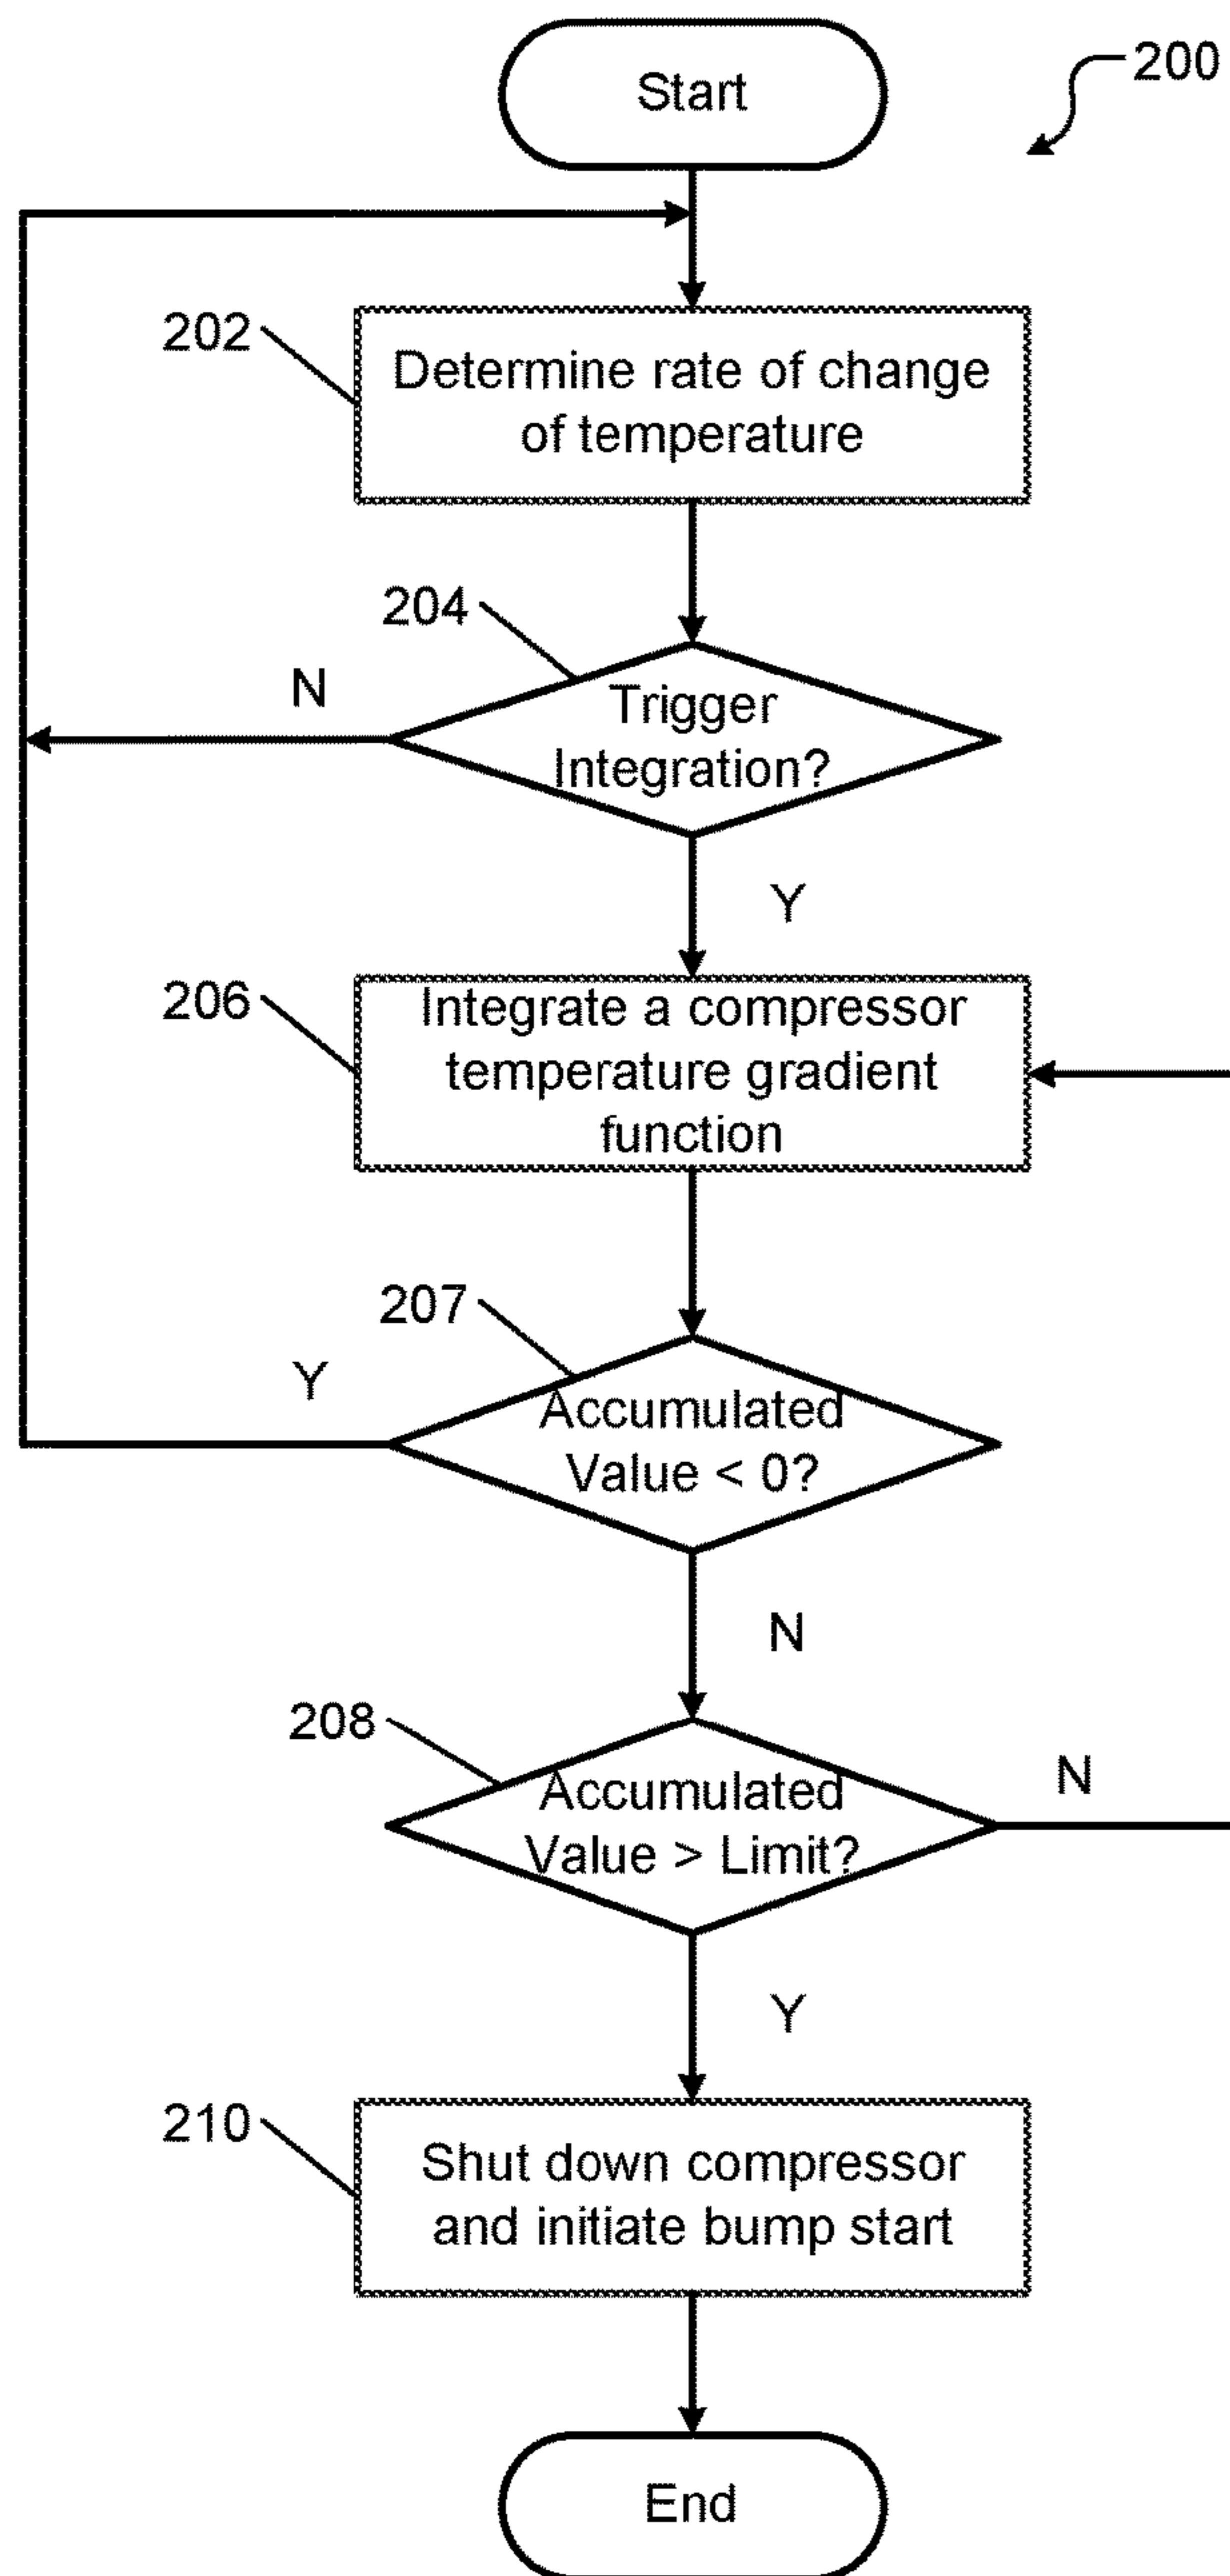 Start
200
202
Determine rate of change
of temperature
204
N
Trigger
Integration?
Y
206
Integrate a compressor
temperature gradient
function
207
Y
Accumulated
Value < 0?
N
208
Accumulated
Value > Limit?
N
Y
210
Shut down compressor
and initiate bump start
End